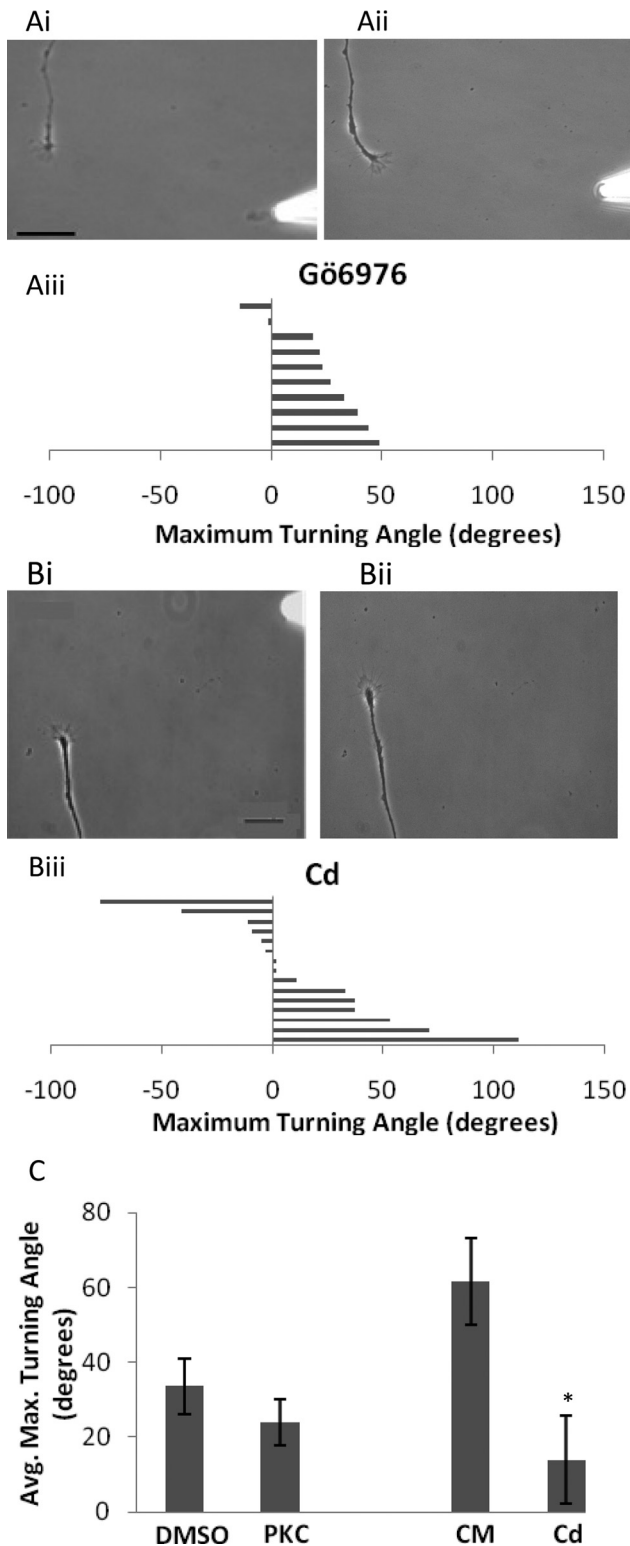 Ai Aii
Aiii
Gö6976
-100 -50 0 50 100 150
Maximum Turning Angle (degrees)
Bi Bii
Biii
Cd
-100 -50 0 50 100 150
Maximum Turning Angle (degrees)
C
Avg. Max. Turning Angle
(degrees)
80
60
40
20
0
*
DMSO PKC CM Cd